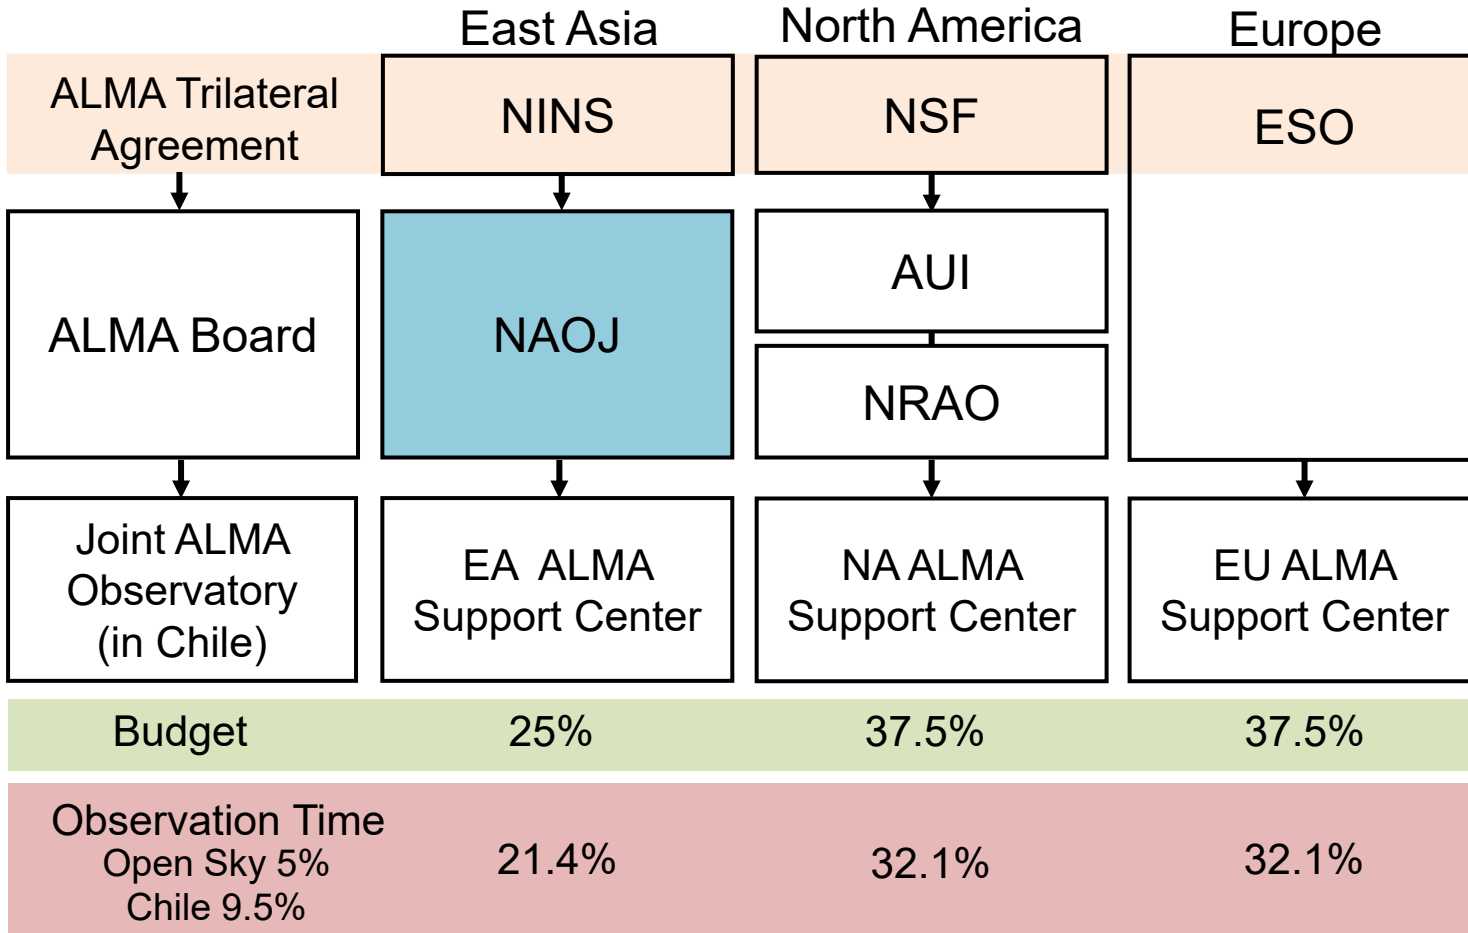 East Asia
North America
Europe
ALMA Trilateral
Agreement
NINS
NSF
ESO
ALMA Board
NAOJ
AUI
NRAO
Joint ALMA
Observatory
(in Chile)
EA ALMA
Support Center
NA ALMA
Support Center
EU ALMA
Support Center
Budget
25%
37.5%
37.5%
Observation Time
Open Sky 5%
Chile 9.5%
21.4%
32.1%
32.1%